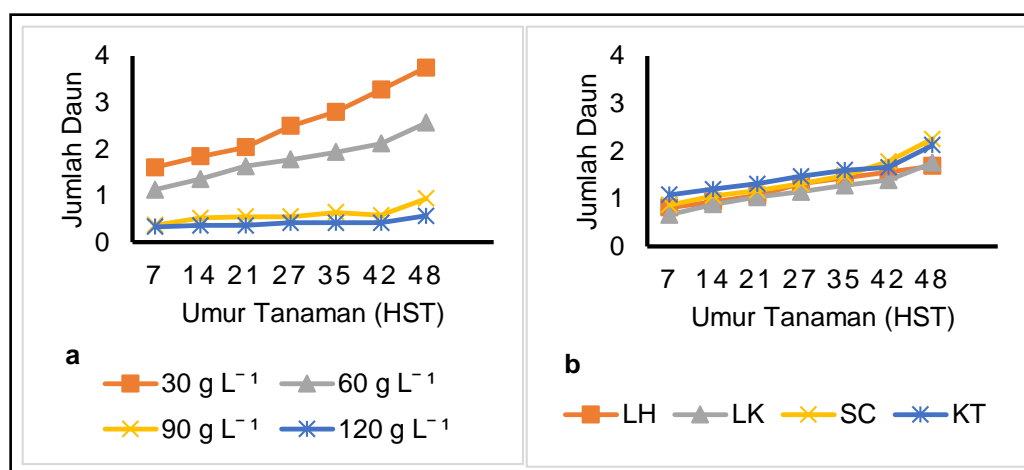 4
3
2
1
0
Jumlah Daun
7 14 21 27 35 42 48
Umur Tanaman (HST)
a
30 g L⁻¹ 60 g L⁻¹
90 g L⁻¹ 120 g L⁻¹
4
3
2
1
0
Jumlah Daun
7 14 21 27 35 42 48
Umur Tanaman (HST)
b
LH LK SC KT